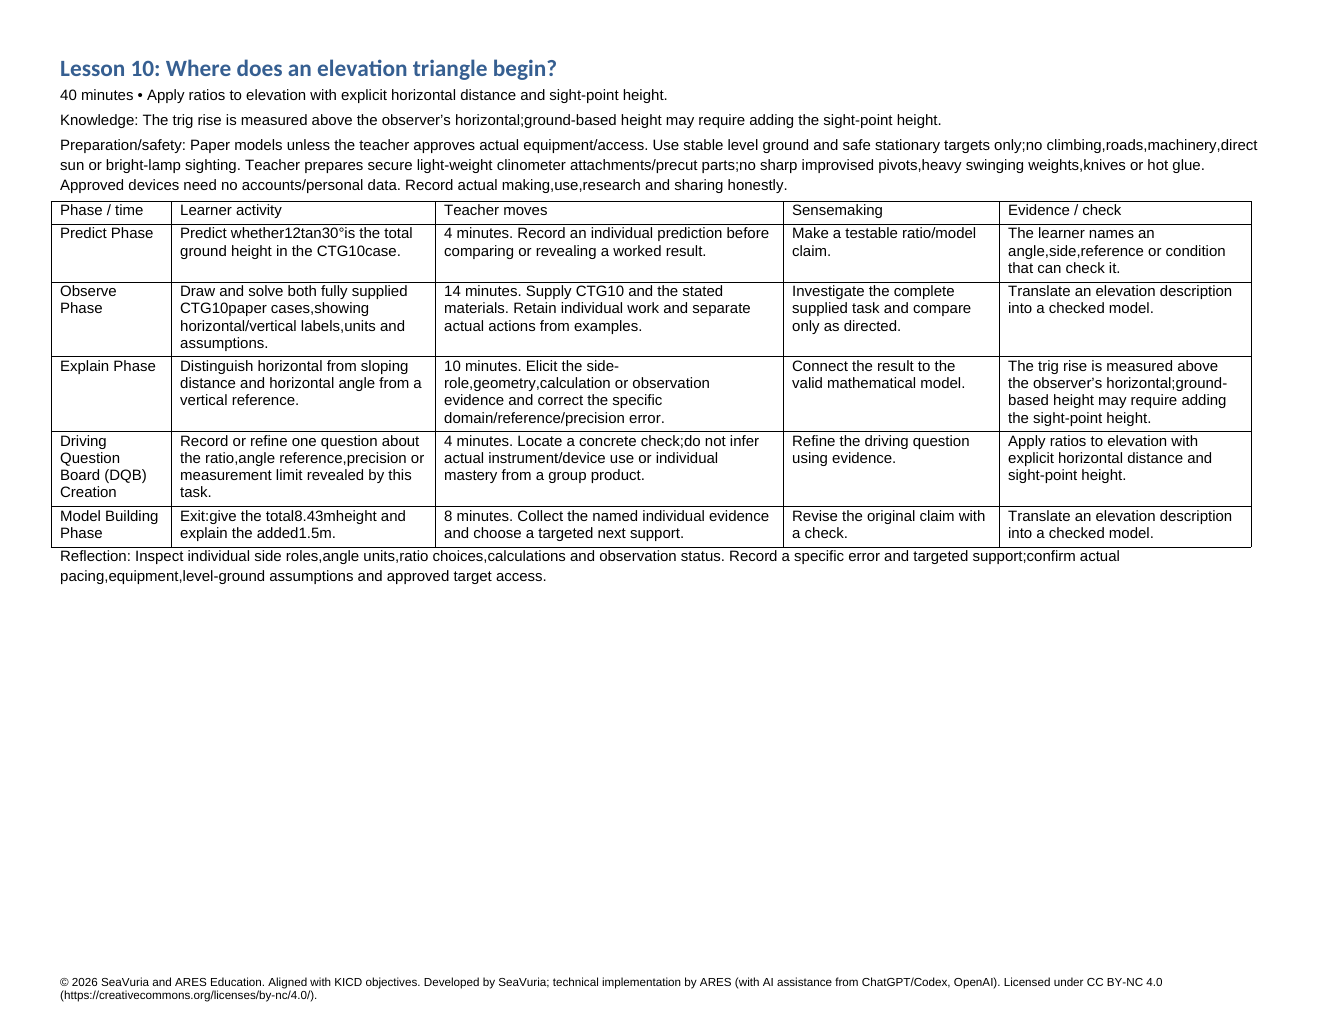 Lesson 10: Where does an elevation triangle begin?
40 minutes • Apply ratios to elevation with explicit horizontal distance and sight-point height.
Knowledge: The trig rise is measured above the observer’s horizontal;ground-based height may require adding the sight-point height.
Preparation/safety: Paper models unless the teacher approves actual equipment/access. Use stable level ground and safe stationary targets only;no climbing,roads,machinery,direct
sun or bright-lamp sighting. Teacher prepares secure light-weight clinometer attachments/precut parts;no sharp improvised pivots,heavy swinging weights,knives or hot glue.
Approved devices need no accounts/personal data. Record actual making,use,research and sharing honestly.
Phase / time
Learner activity
Teacher moves
Sensemaking
Evidence / check
Predict Phase
Predict whether12tan30°is the total
ground height in the CTG10case.
4 minutes. Record an individual prediction before
comparing or revealing a worked result.
Make a testable ratio/model
claim.
The learner names an
angle,side,reference or condition
that can check it.
Observe
Phase
Draw and solve both fully supplied
CTG10paper cases,showing
horizontal/vertical labels,units and
assumptions.
14 minutes. Supply CTG10 and the stated
materials. Retain individual work and separate
actual actions from examples.
Investigate the complete
supplied task and compare
only as directed.
Translate an elevation description
into a checked model.
Explain Phase
Distinguish horizontal from sloping
distance and horizontal angle from a
vertical reference.
10 minutes. Elicit the side-
role,geometry,calculation or observation
evidence and correct the specific
domain/reference/precision error.
Connect the result to the
valid mathematical model.
The trig rise is measured above
the observer’s horizontal;ground-
based height may require adding
the sight-point height.
Driving
Question
Board (DQB)
Creation
Record or refine one question about
the ratio,angle reference,precision or
measurement limit revealed by this
task.
4 minutes. Locate a concrete check;do not infer
actual instrument/device use or individual
mastery from a group product.
Refine the driving question
using evidence.
Apply ratios to elevation with
explicit horizontal distance and
sight-point height.
Model Building
Phase
Exit:give the total8.43mheight and
explain the added1.5m.
8 minutes. Collect the named individual evidence
and choose a targeted next support.
Revise the original claim with
a check.
Translate an elevation description
into a checked model.
Reflection: Inspect individual side roles,angle units,ratio choices,calculations and observation status. Record a specific error and targeted support;confirm actual
pacing,equipment,level-ground assumptions and approved target access.
© 2026 SeaVuria and ARES Education. Aligned with KICD objectives. Developed by SeaVuria; technical implementation by ARES (with AI assistance from ChatGPT/Codex, OpenAI). Licensed under CC BY-NC 4.0
(https://creativecommons.org/licenses/by-nc/4.0/).